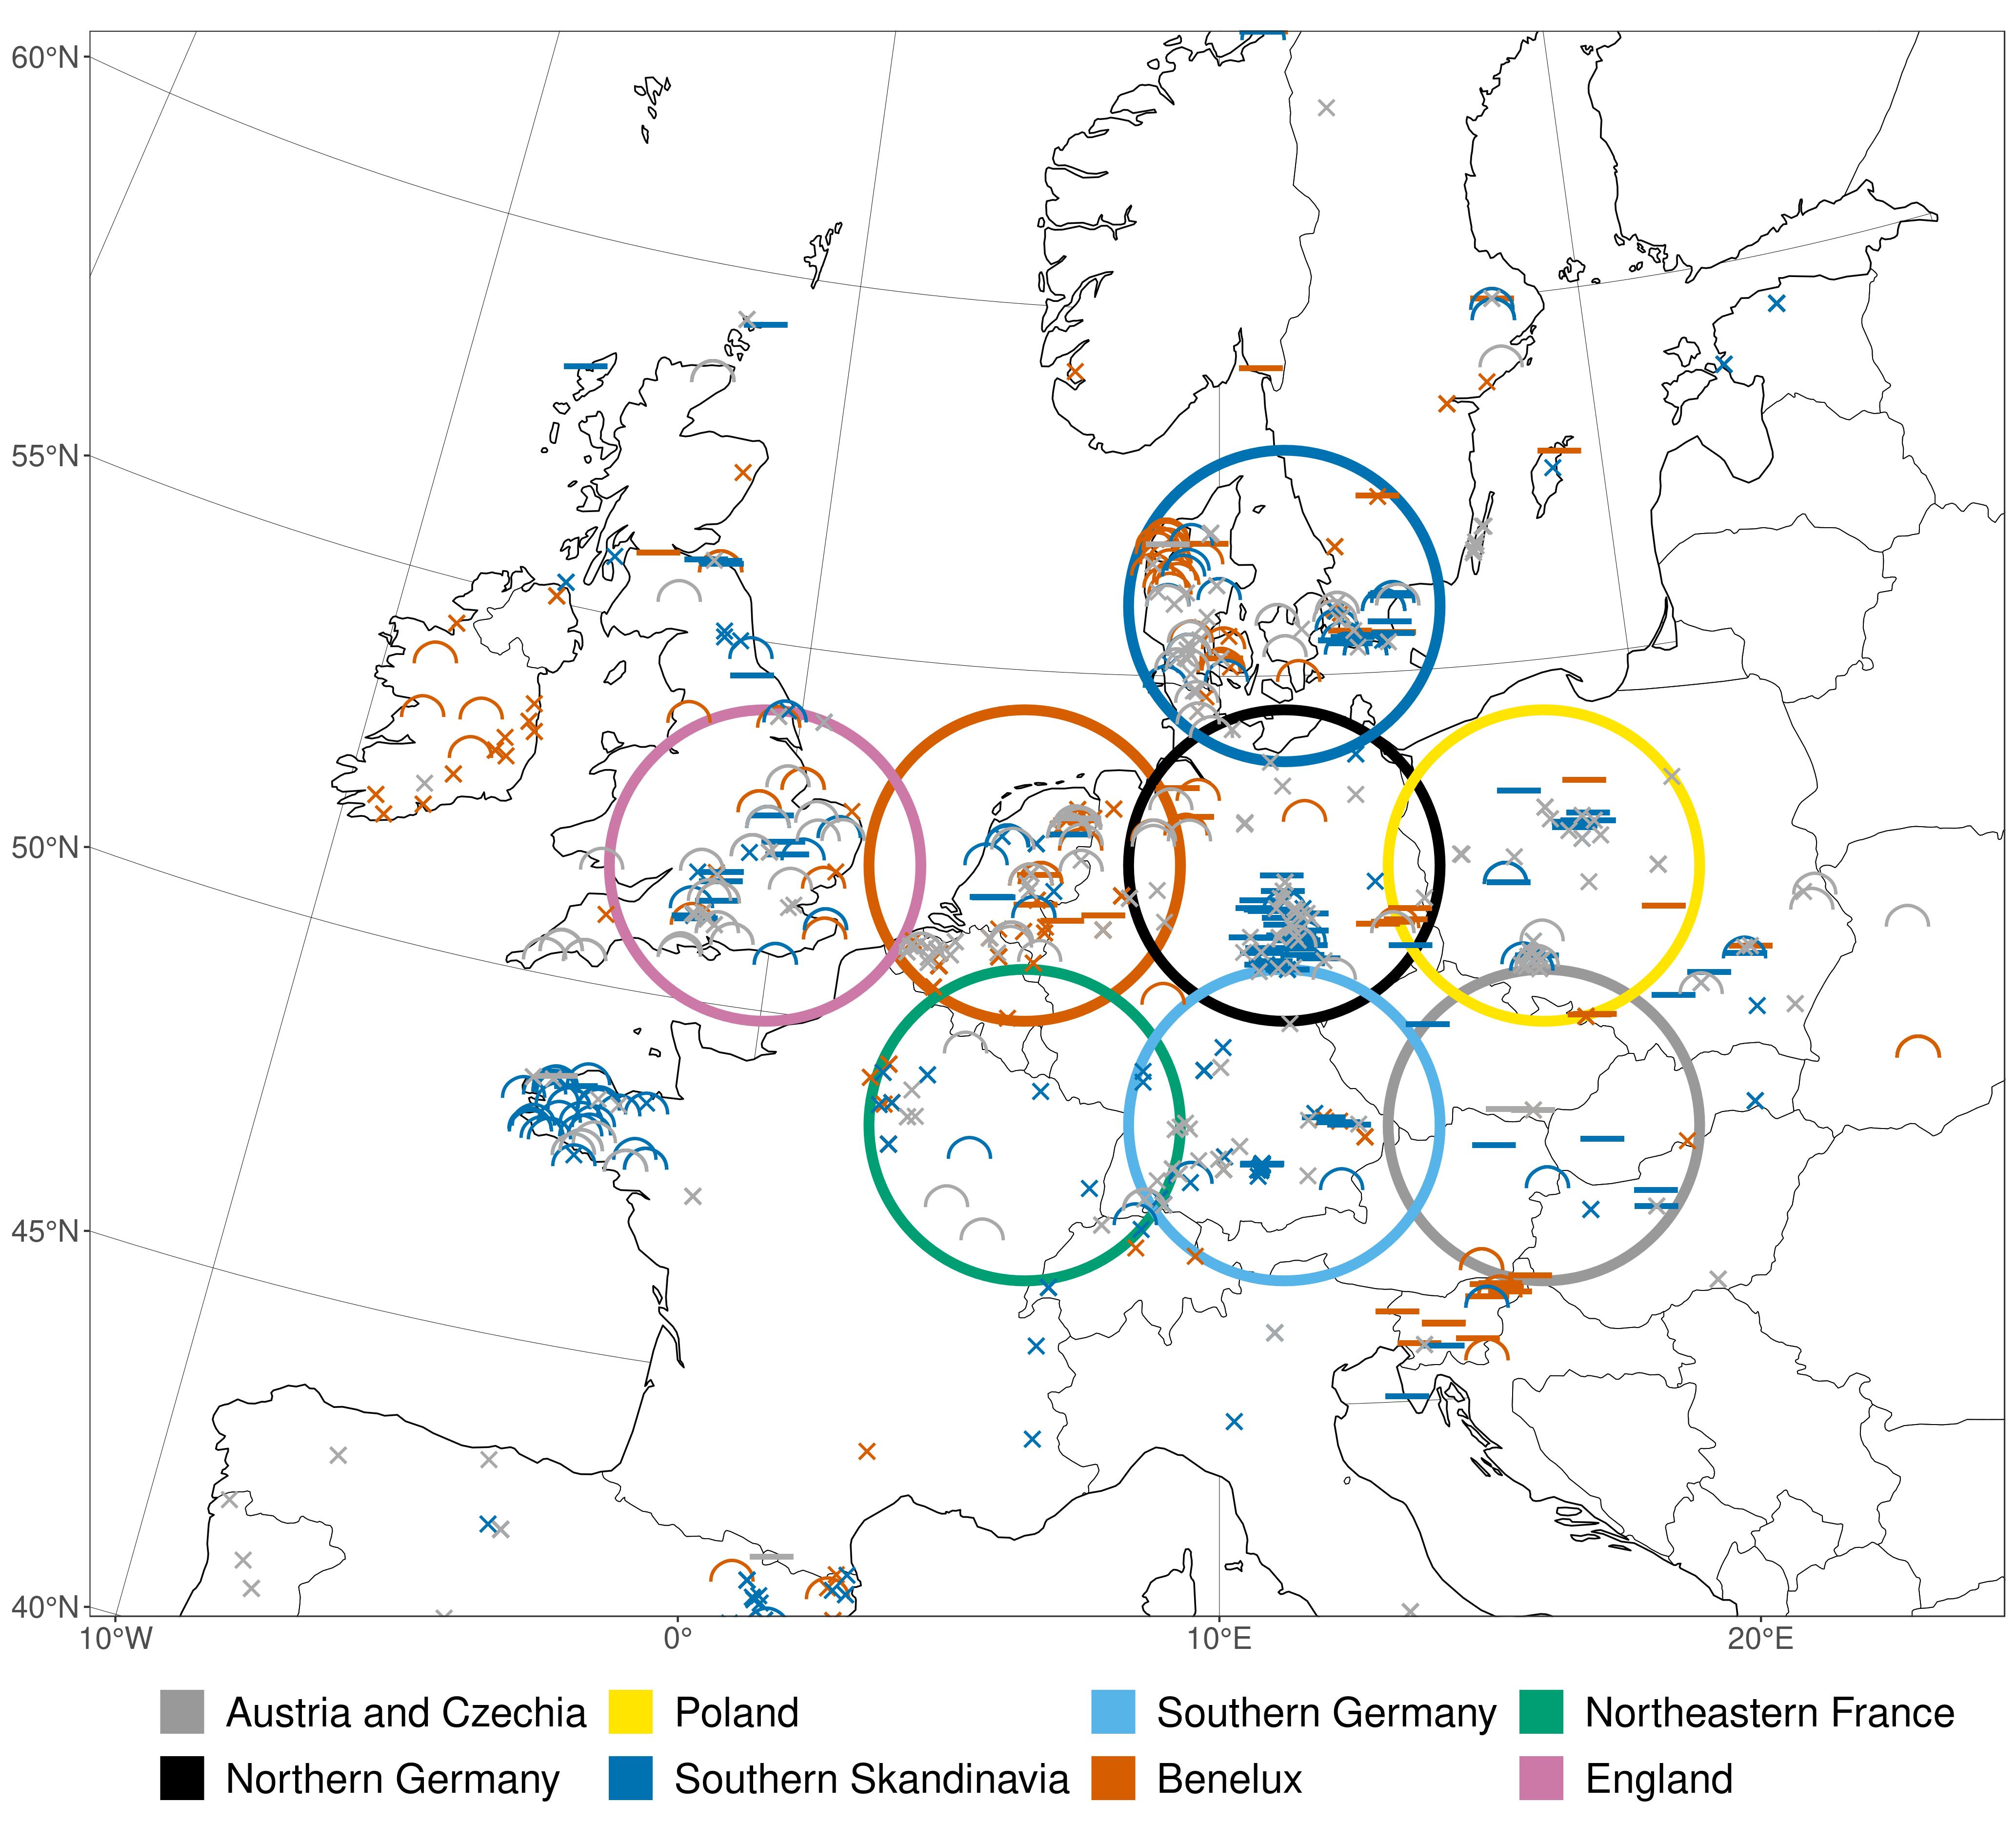 60°N
55°N
50°N
45°N
40°N
10°W 0° 10°E 20°E
Austria and Czechia Poland Southern Germany Northeastern France
Northern Germany Southern Skandinavia Benelux England